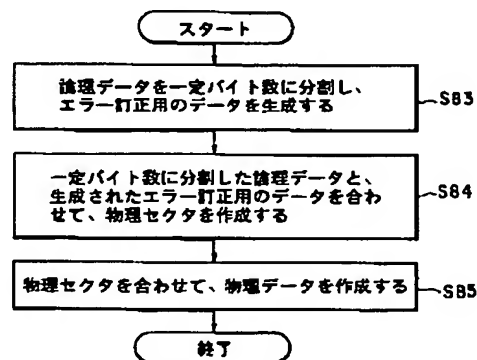 スタート
論理データを一定バイト数に分割し、
エラー訂正用のデータを生成する
S83
一定バイト数に分割した論理データと、
生成されたエラー訂正用のデータを合わ
せて、物理セクタを作成する
S84
物理セクタを合わせて、物理データを作成する
S85
終了